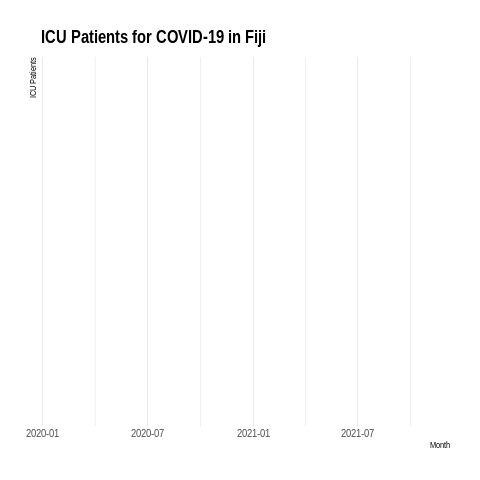 ICU Patients for COVID-19 in Fiji
ICU Patients
2020-01 2020-07 2021-01 2021-07
Month